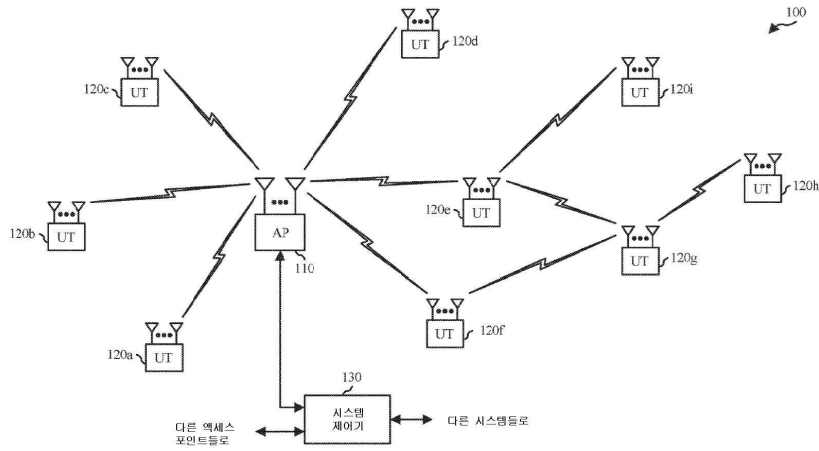 100
UT
120d
120c
UT
UT
120i
UT
120h
120b
UT
AP
110
120e
UT
UT
120g
120a
UT
UT
120f
130
시스템
제어기
다른 액세스
포인트들로
다른 시스템들로